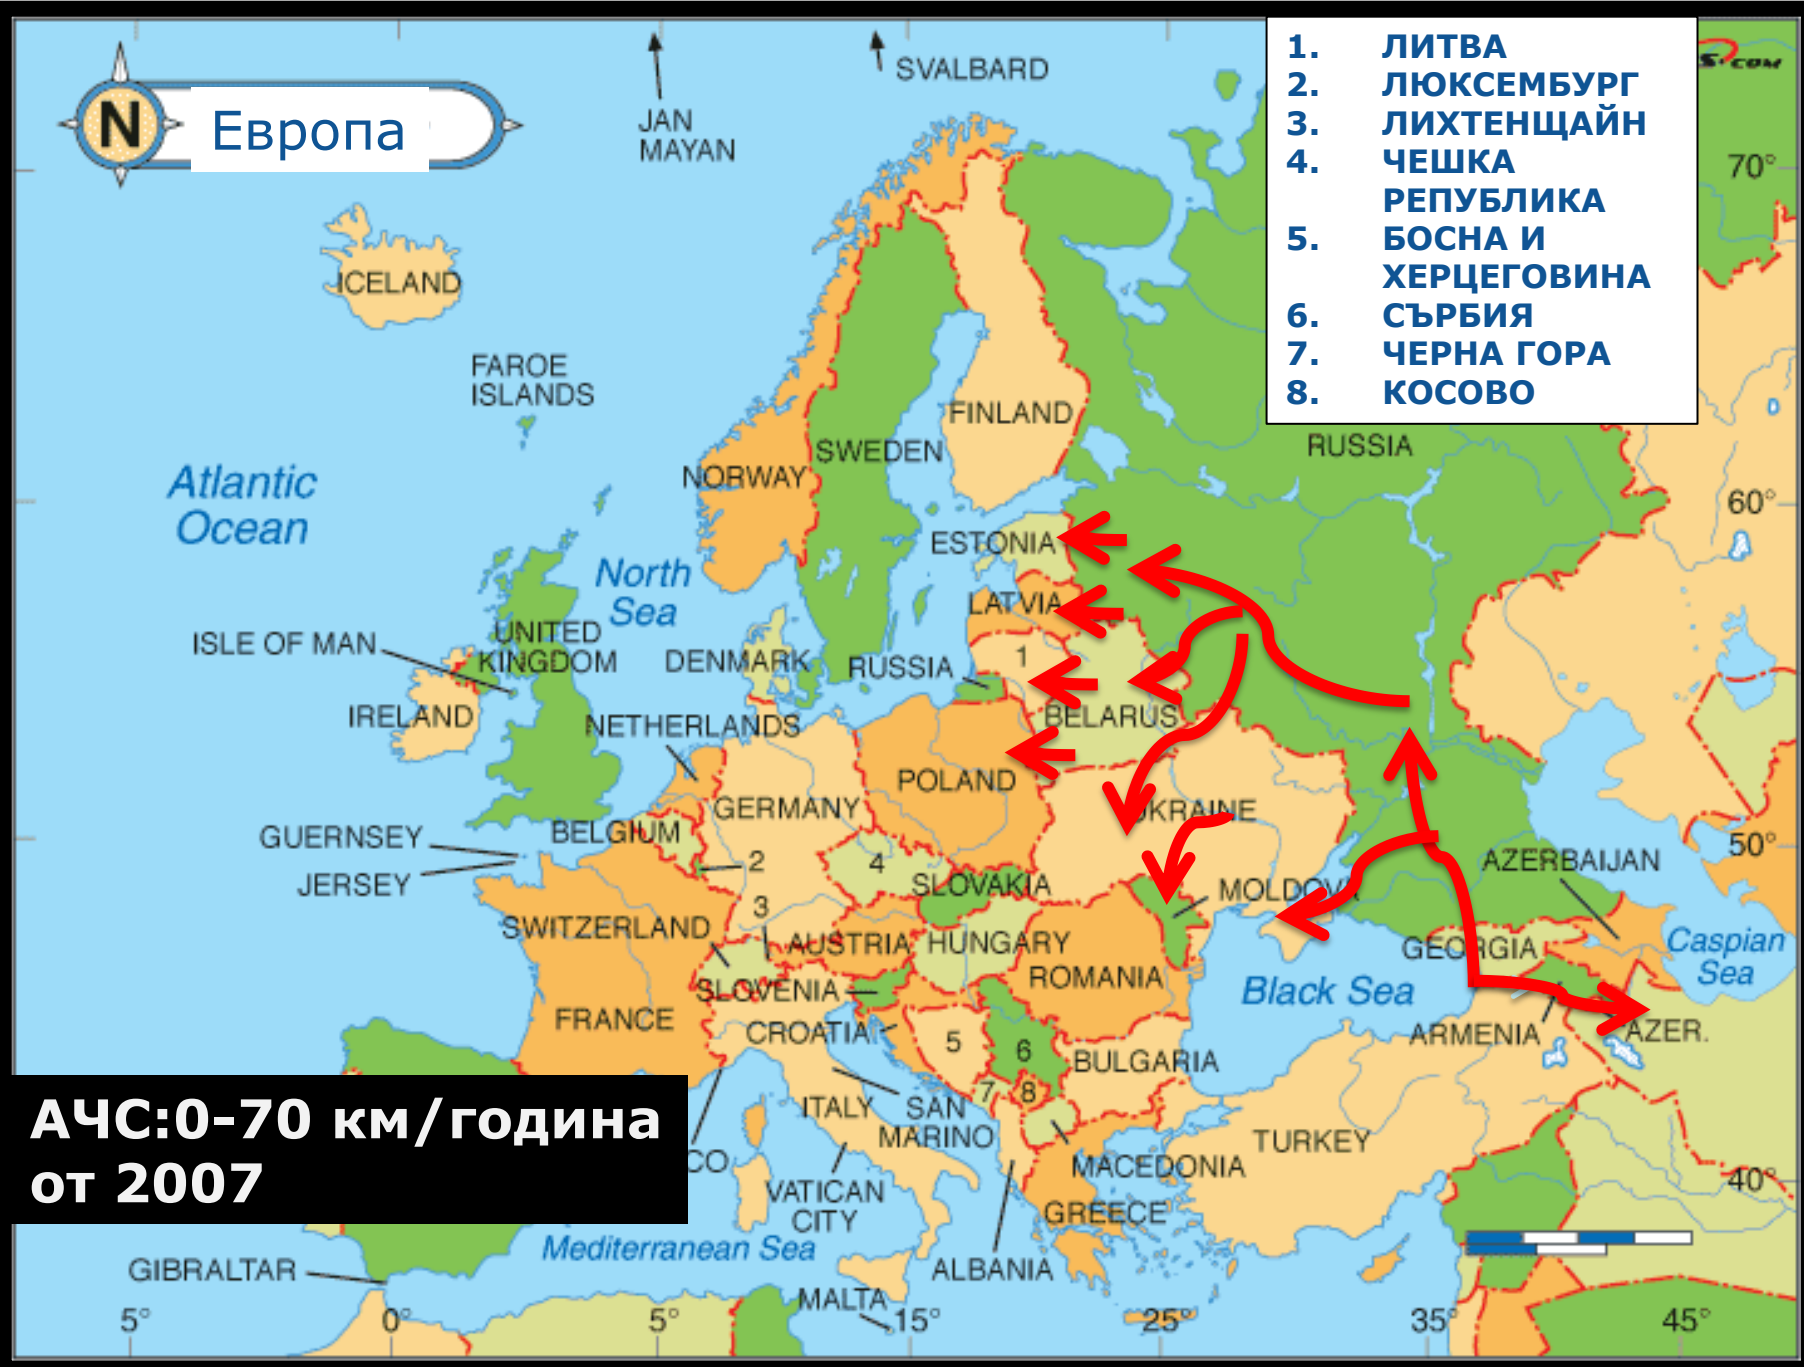 N
Европа
JAN
MAYAN
SVALBARD
1. ЛИТВА
2. ЛЮКСЕМБУРГ
3. ЛИХТЕНЩАЙН
4. ЧЕШКА
РЕПУБЛИКА
5. БОСНА И
ХЕРЦЕГОВИНА
6. СЪРБИЯ
7. ЧЕРНА ГОРА
8. КОСОВО
70°
ICELAND
FAROE
ISLANDS
FINLAND
SWEDEN
NORWAY
RUSSIA
Atlantic
Ocean
60°
ESTONIA
North
Sea
LATVIA
ISLE OF MAN
UNITED
KINGDOM
DENMARK
RUSSIA
1
IRELAND
NETHERLANDS
BELARUS
POLAND
GERMANY
UKRAINE
GUERNSEY
BELGIUM
50°
JERSEY
2
4
SLOVAKIA
MOLDOVA
AZERBAIJAN
3
SWITZERLAND
AUSTRIA
HUNGARY
GEORGIA
Caspian
Sea
ROMANIA
SLOVENIA
Black Sea
FRANCE
CROATIA
5
6
ARMENIA
AZER.
BULGARIA
7
8
АЧС:0-70 км/година
от 2007
ITALY
SAN
MARINO
TURKEY
CO
MACEDONIA
40°
VATICAN
CITY
GREECE
Mediterranean Sea
GIBRALTAR
ALBANIA
MALTA
5°
0°
5°
15°
25°
35°
45°